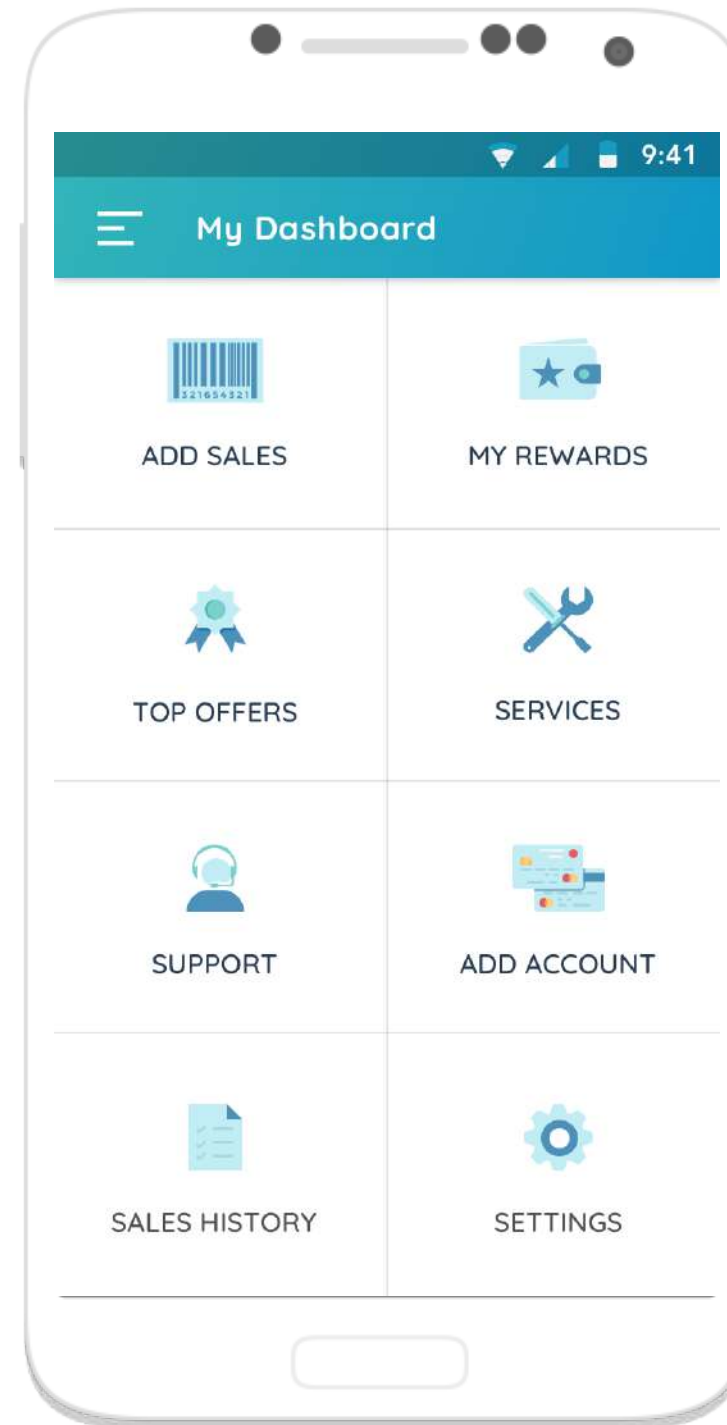 9:41
My Dashboard
321654321
ADD SALES
MY REWARDS
TOP OFFERS
SERVICES
SUPPORT
ADD ACCOUNT
SALES HISTORY
SETTINGS